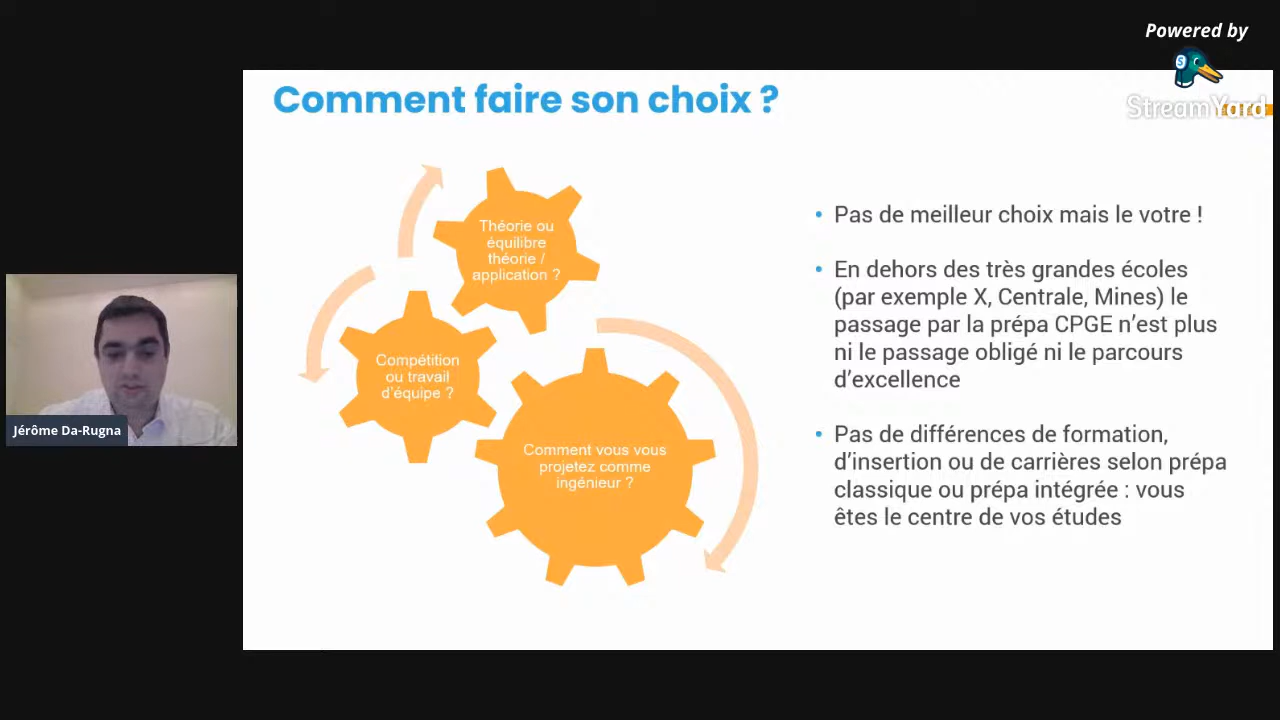 Powered by
StreamYard
Comment faire son choix ?
Théorie ou
équilibre
théorie /
application ?
Compétition
ou travail
d'équipe ?
Comment vous vous
projetez comme
ingénieur ?
• Pas de meilleur choix mais le votre !
• En dehors des très grandes écoles
(par exemple X, Centrale, Mines) le
passage par la prépa CPGE n’est plus
ni le passage obligé ni le parcours
d’excellence
• Pas de différences de formation,
d’insertion ou de carrières selon prépa
classique ou prépa intégrée : vous
êtes le centre de vos études
Jérôme Da-Rugna